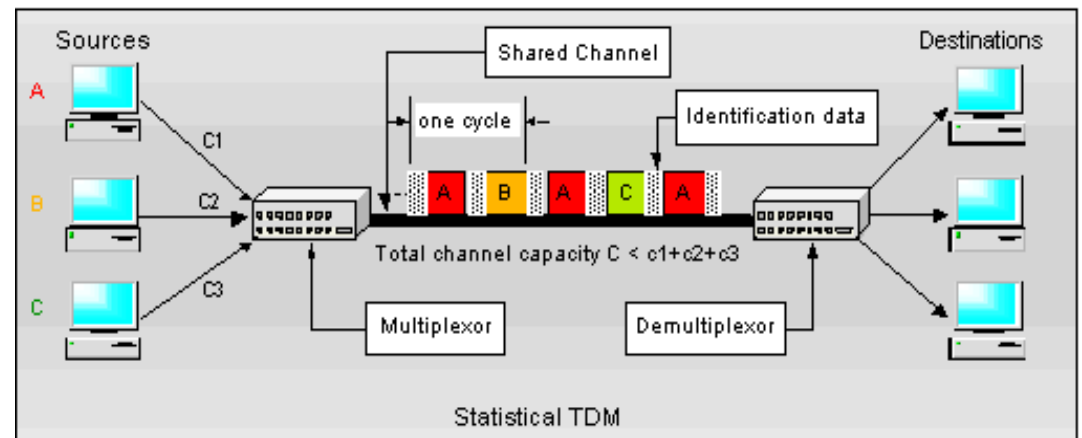 Sources
Destinations
Shared Channel
A
one cycle
Identification data
C1
A B A C A
B
C2
Total channel capacity C < c1+c2+c3
C3
C
Multiplexor
Demultiplexor
Statistical TDM